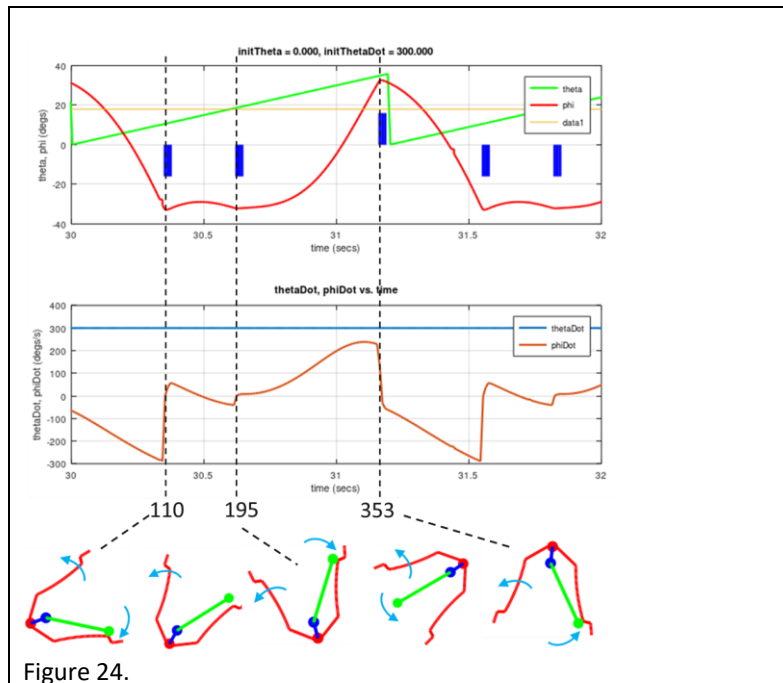 initTheta = 0.000, initThetaDot = 300.000
theta, phi (degs)
40
20
0
-20
-40
theta
phi
data1
30
30.5
31
31.5
32
time (secs)
thetaDot, phiDot vs. time
thetaDot, phiDot (degs/s)
400
300
200
100
0
-100
-200
-300
thetaDot
phiDot
30
30.5
31
31.5
32
time (secs)
110 195 353
Figure 24.